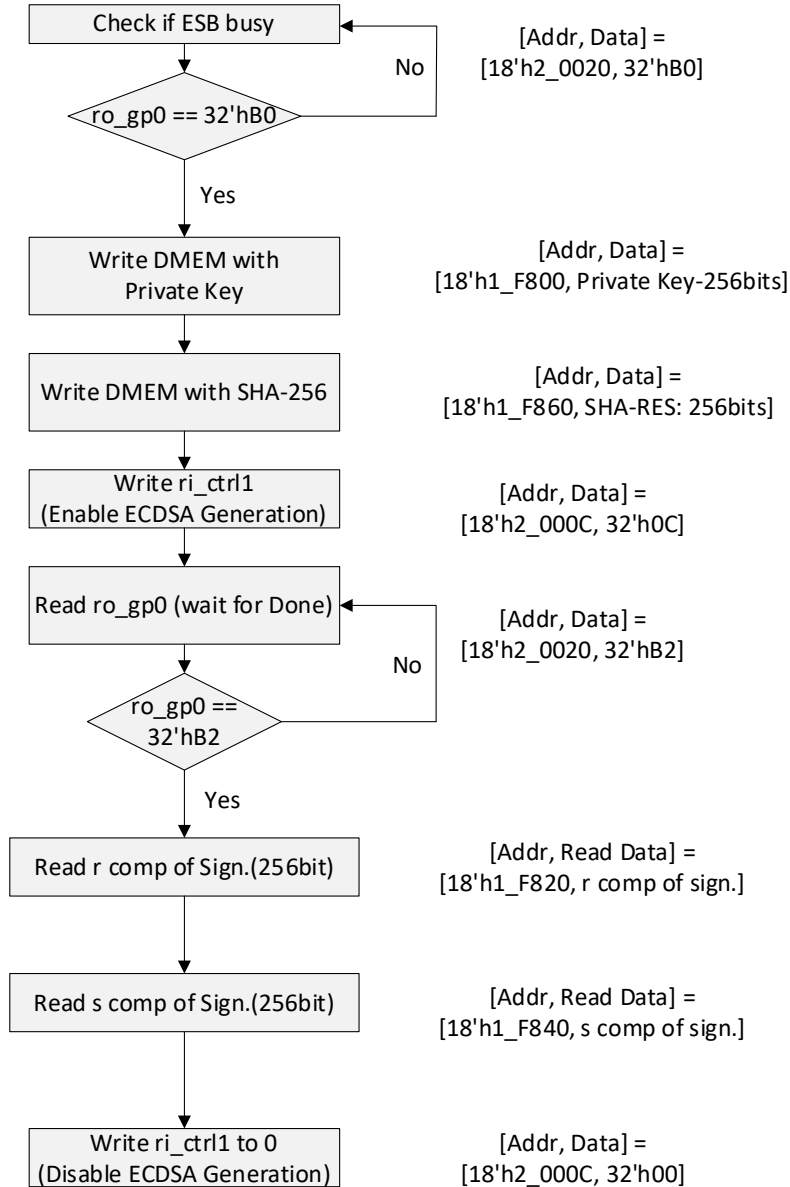 Check if ESB busy
[Addr, Data] =
[18'h2_0020, 32'hB0]
No
ro_gp0 == 32'hB0
Yes
Write DMEM with
Private Key
[Addr, Data] =
[18'h1_F800, Private Key-256bits]
Write DMEM with SHA-256
[Addr, Data] =
[18'h1_F860, SHA-RES: 256bits]
Write ri_ctrl1
(Enable ECDSA Generation)
[Addr, Data] =
[18'h2_000C, 32'h0C]
Read ro_gp0 (wait for Done)
[Addr, Data] =
[18'h2_0020, 32'hB2]
No
ro_gp0 ==
32'hB2
Yes
Read r comp of Sign.(256bit)
[Addr, Read Data] =
[18'h1_F820, r comp of sign.]
Read s comp of Sign.(256bit)
[Addr, Read Data] =
[18'h1_F840, s comp of sign.]
Write ri_ctrl1 to 0
(Disable ECDSA Generation)
[Addr, Data] =
[18'h2_000C, 32'h00]